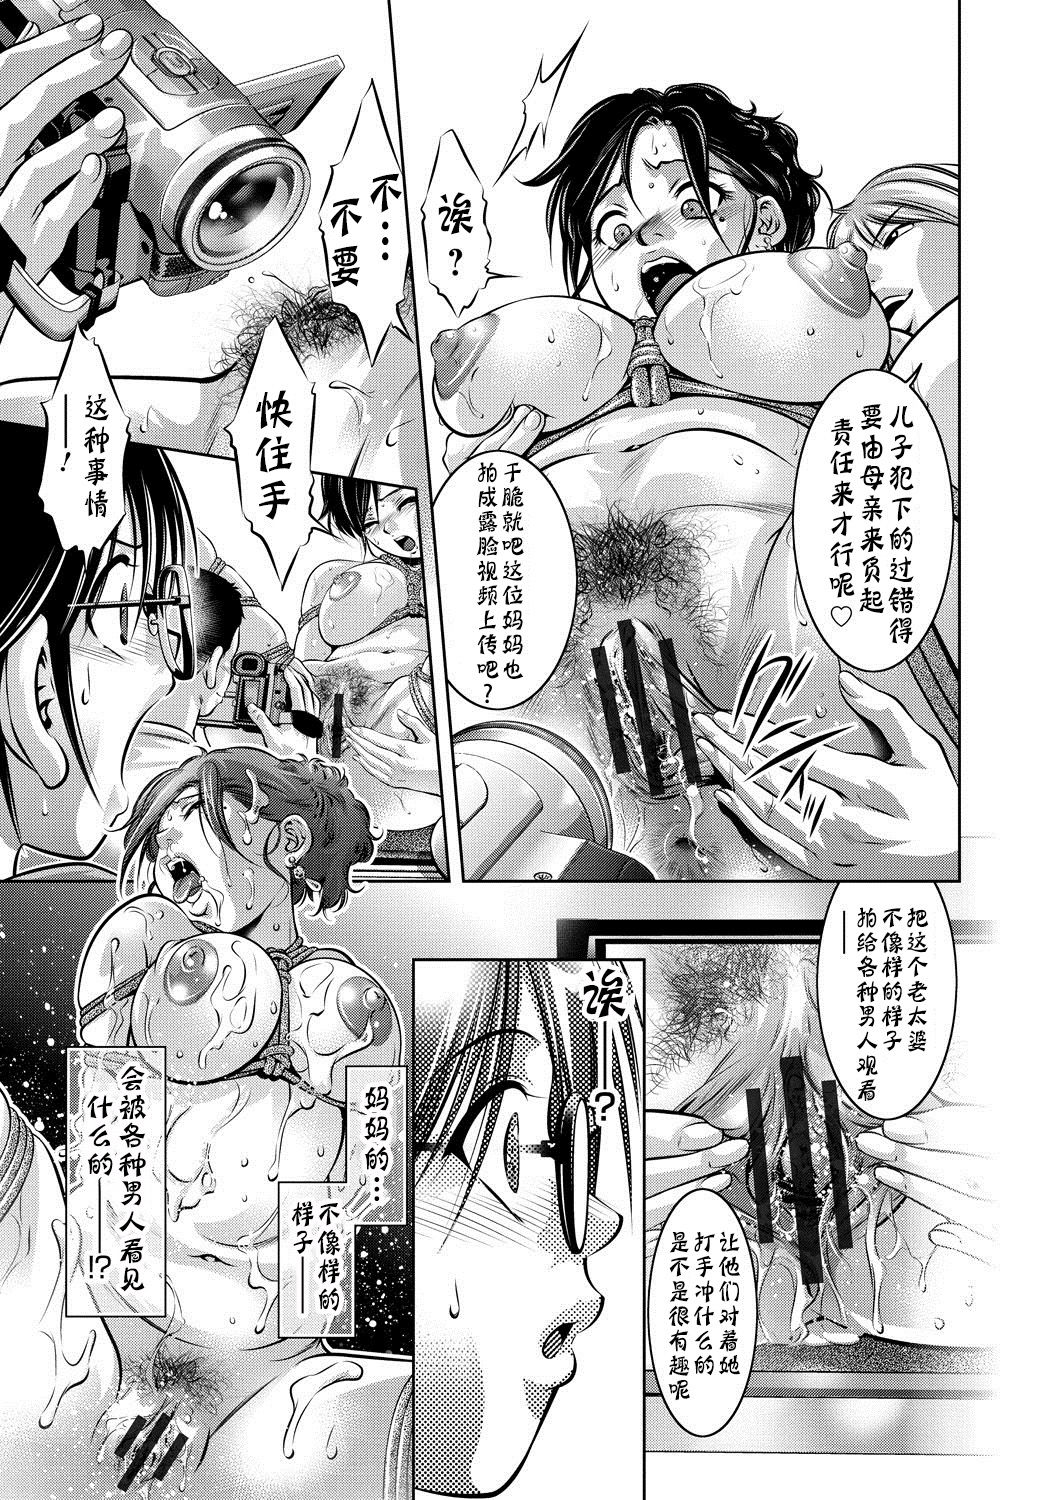 诶？
儿子犯下的过错得
要由母亲来负起
责任来才行呢♡
干脆就吧这位妈妈也
拍成露脸视频上传吧？
不…
不要
快住手
这种事情
——！
把这个老太婆
不像样的样子
拍给各种男人观看
——
让他们对着她
打手冲什么的
是不是很有趣呢
诶
？
妈妈的…
不像样的
样子——
会被各种男人看见
什么的——!?